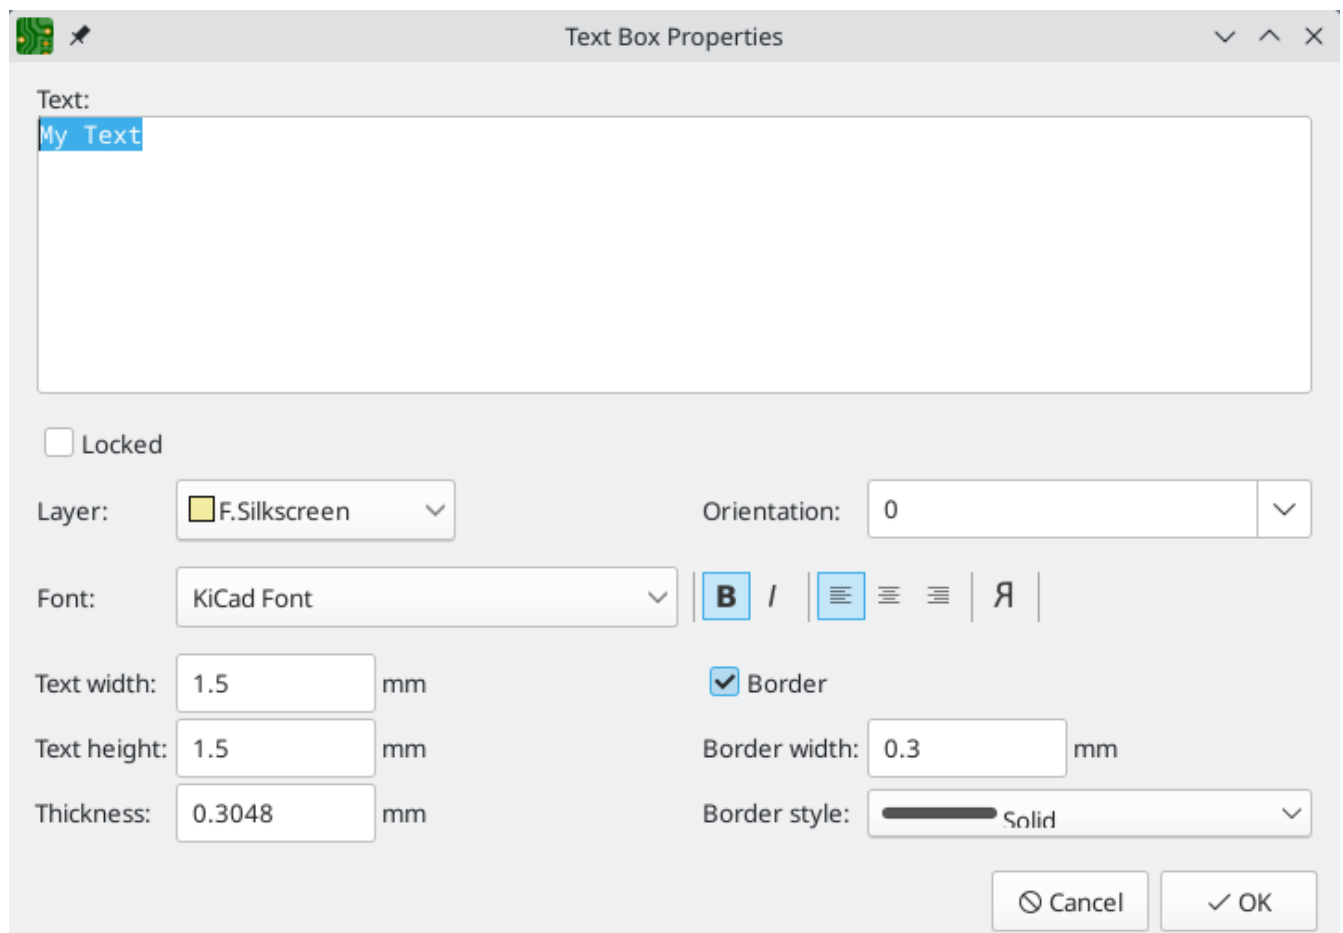 Text Box Properties
Text:
My Text
Locked
Layer: F.Silkscreen Orientation: 0
Font: KiCad Font B I Я
Text width: 1.5 mm Border
Text height: 1.5 mm Border width: 0.3 mm
Thickness: 0.3048 mm Border style: Solid
Cancel OK